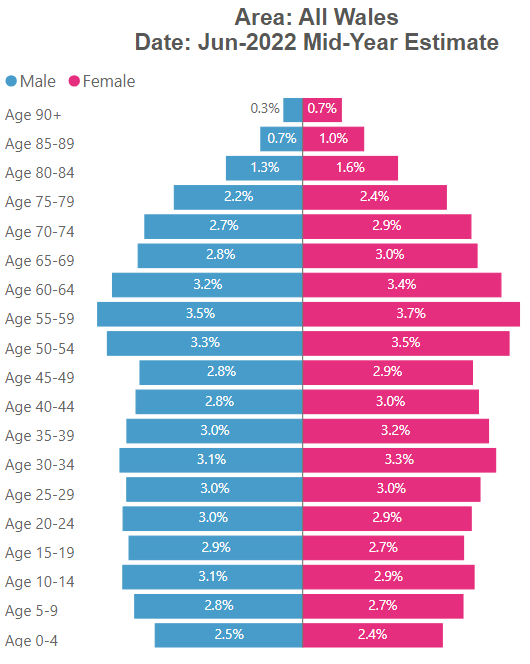 Area: All Wales
Date: Jun-2022 Mid-Year Estimate
Male Female
Age 90+ 0.3% 0.7%
Age 85-89 0.7% 1.0%
Age 80-84 1.3% 1.6%
Age 75-79 2.2% 2.4%
Age 70-74 2.7% 2.9%
Age 65-69 2.8% 3.0%
Age 60-64 3.2% 3.4%
Age 55-59 3.5% 3.7%
Age 50-54 3.3% 3.5%
Age 45-49 2.8% 2.9%
Age 40-44 2.8% 3.0%
Age 35-39 3.0% 3.2%
Age 30-34 3.1% 3.3%
Age 25-29 3.0% 3.0%
Age 20-24 3.0% 2.9%
Age 15-19 2.9% 2.7%
Age 10-14 3.1% 2.9%
Age 5-9 2.8% 2.7%
Age 0-4 2.5% 2.4%